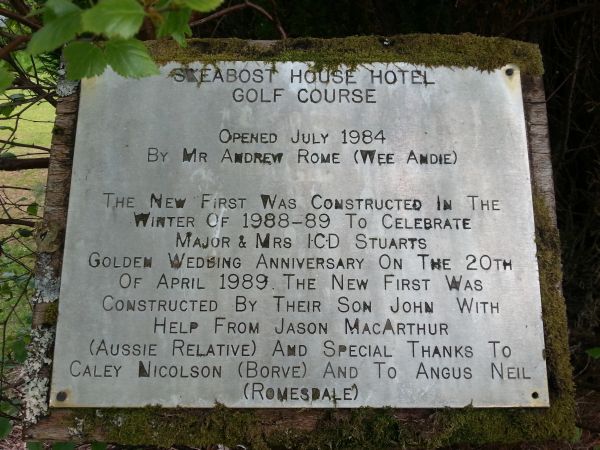 Skeabost House Hotel
Golf Course
Opened July 1984
By Mr Andrew Rome (Wee Andie)
The New First Was Constructed In The
Winter Of 1988-89 To Celebrate
Major & Mrs ICD Stuarts
Golden Wedding Anniversary On The 20th
Of April 1989. The New First Was
Constructed By Their Son John With
Help From Jason MacArthur
(Aussie Relative) And Special Thanks To
Caley Nicolson (Borve) And To Angus Neil
(Romesdale)